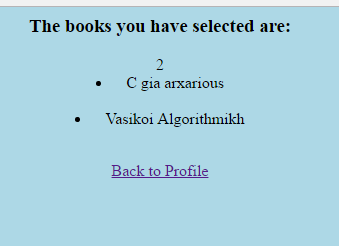 The books you have selected are:
2
C gia arxarious
Vasikoi Algorithmikh
Back to Profile